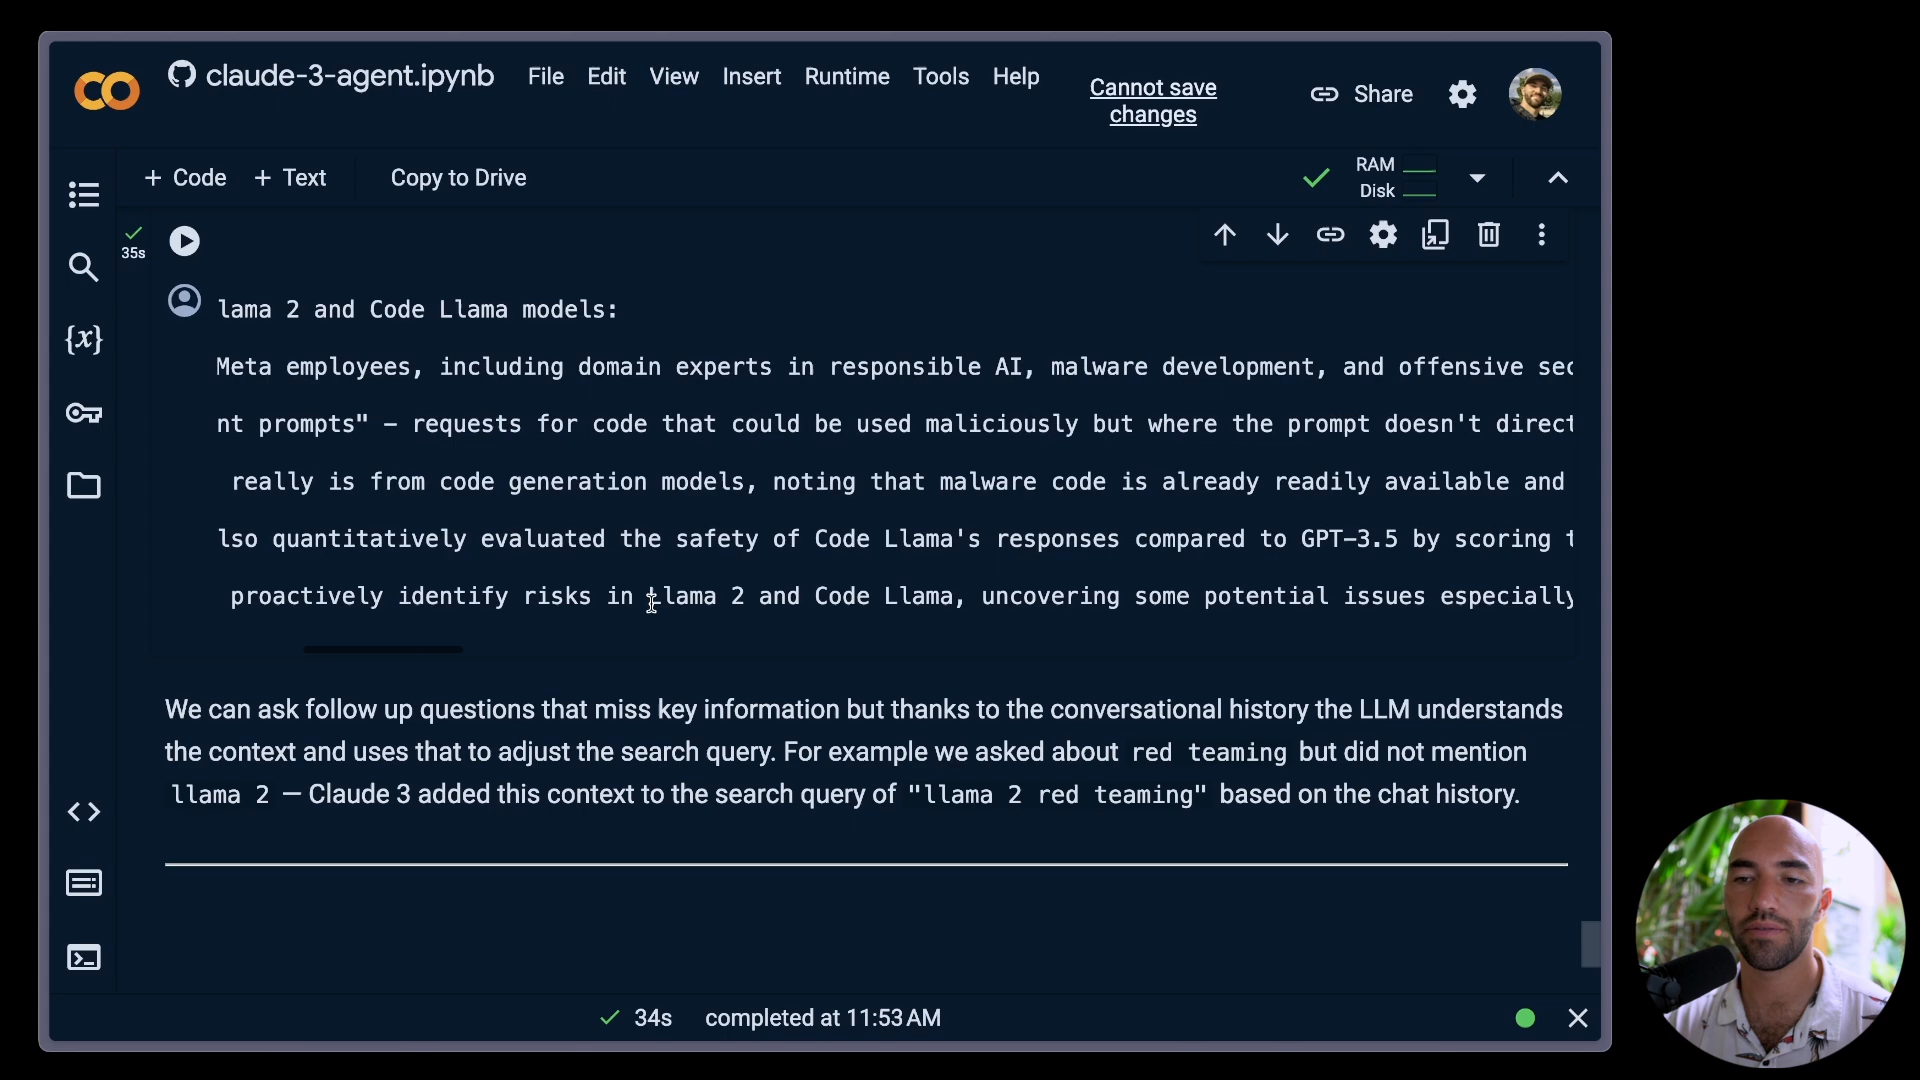 claude-3-agent.ipynb File Edit View Insert Runtime Tools Help
Cannot save
changes
Share
+ Code + Text Copy to Drive
RAM
Disk
35s
lama 2 and Code Llama models:
Meta employees, including domain experts in responsible AI, malware development, and offensive sec
nt prompts" – requests for code that could be used maliciously but where the prompt doesn't direct
really is from code generation models, noting that malware code is already readily available and
lso quantitatively evaluated the safety of Code Llama's responses compared to GPT-3.5 by scoring t
proactively identify risks in Llama 2 and Code Llama, uncovering some potential issues especially
We can ask follow up questions that miss key information but thanks to the conversational history the LLM understands
the context and uses that to adjust the search query. For example we asked about red teaming but did not mention
llama 2 — Claude 3 added this context to the search query of "llama 2 red teaming" based on the chat history.
34s completed at 11:53 AM